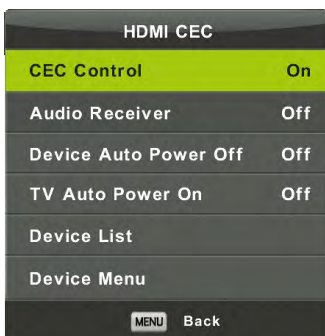 HDMI CEC
CEC Control On
Audio Receiver Off
Device Auto Power Off Off
TV Auto Power On Off
Device List
Device Menu
MENU Back